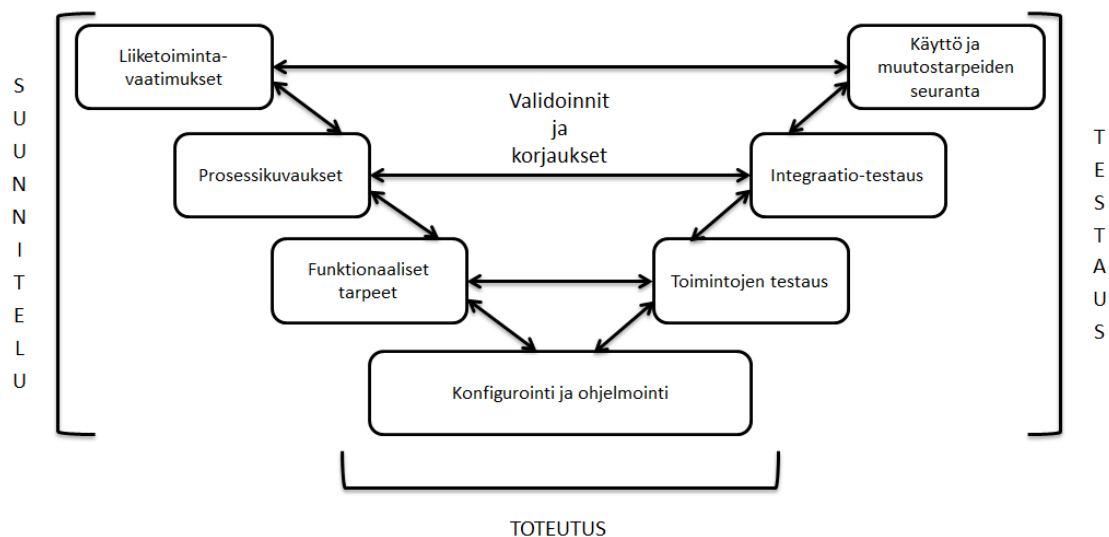 Liiketoiminta-
vaatimukset
Käyttö ja
muutostarpeiden
seuranta
Validoinnit
ja
korjaukset
Prosessikuvaukset
Integraatio-testaus
Funktionaaliset
tarpeet
Toimintojen testaus
Konfigurointi ja ohjelmointi
S
U
U
N
N
I
T
E
L
U
T
E
S
T
A
U
S
TOTEUTUS